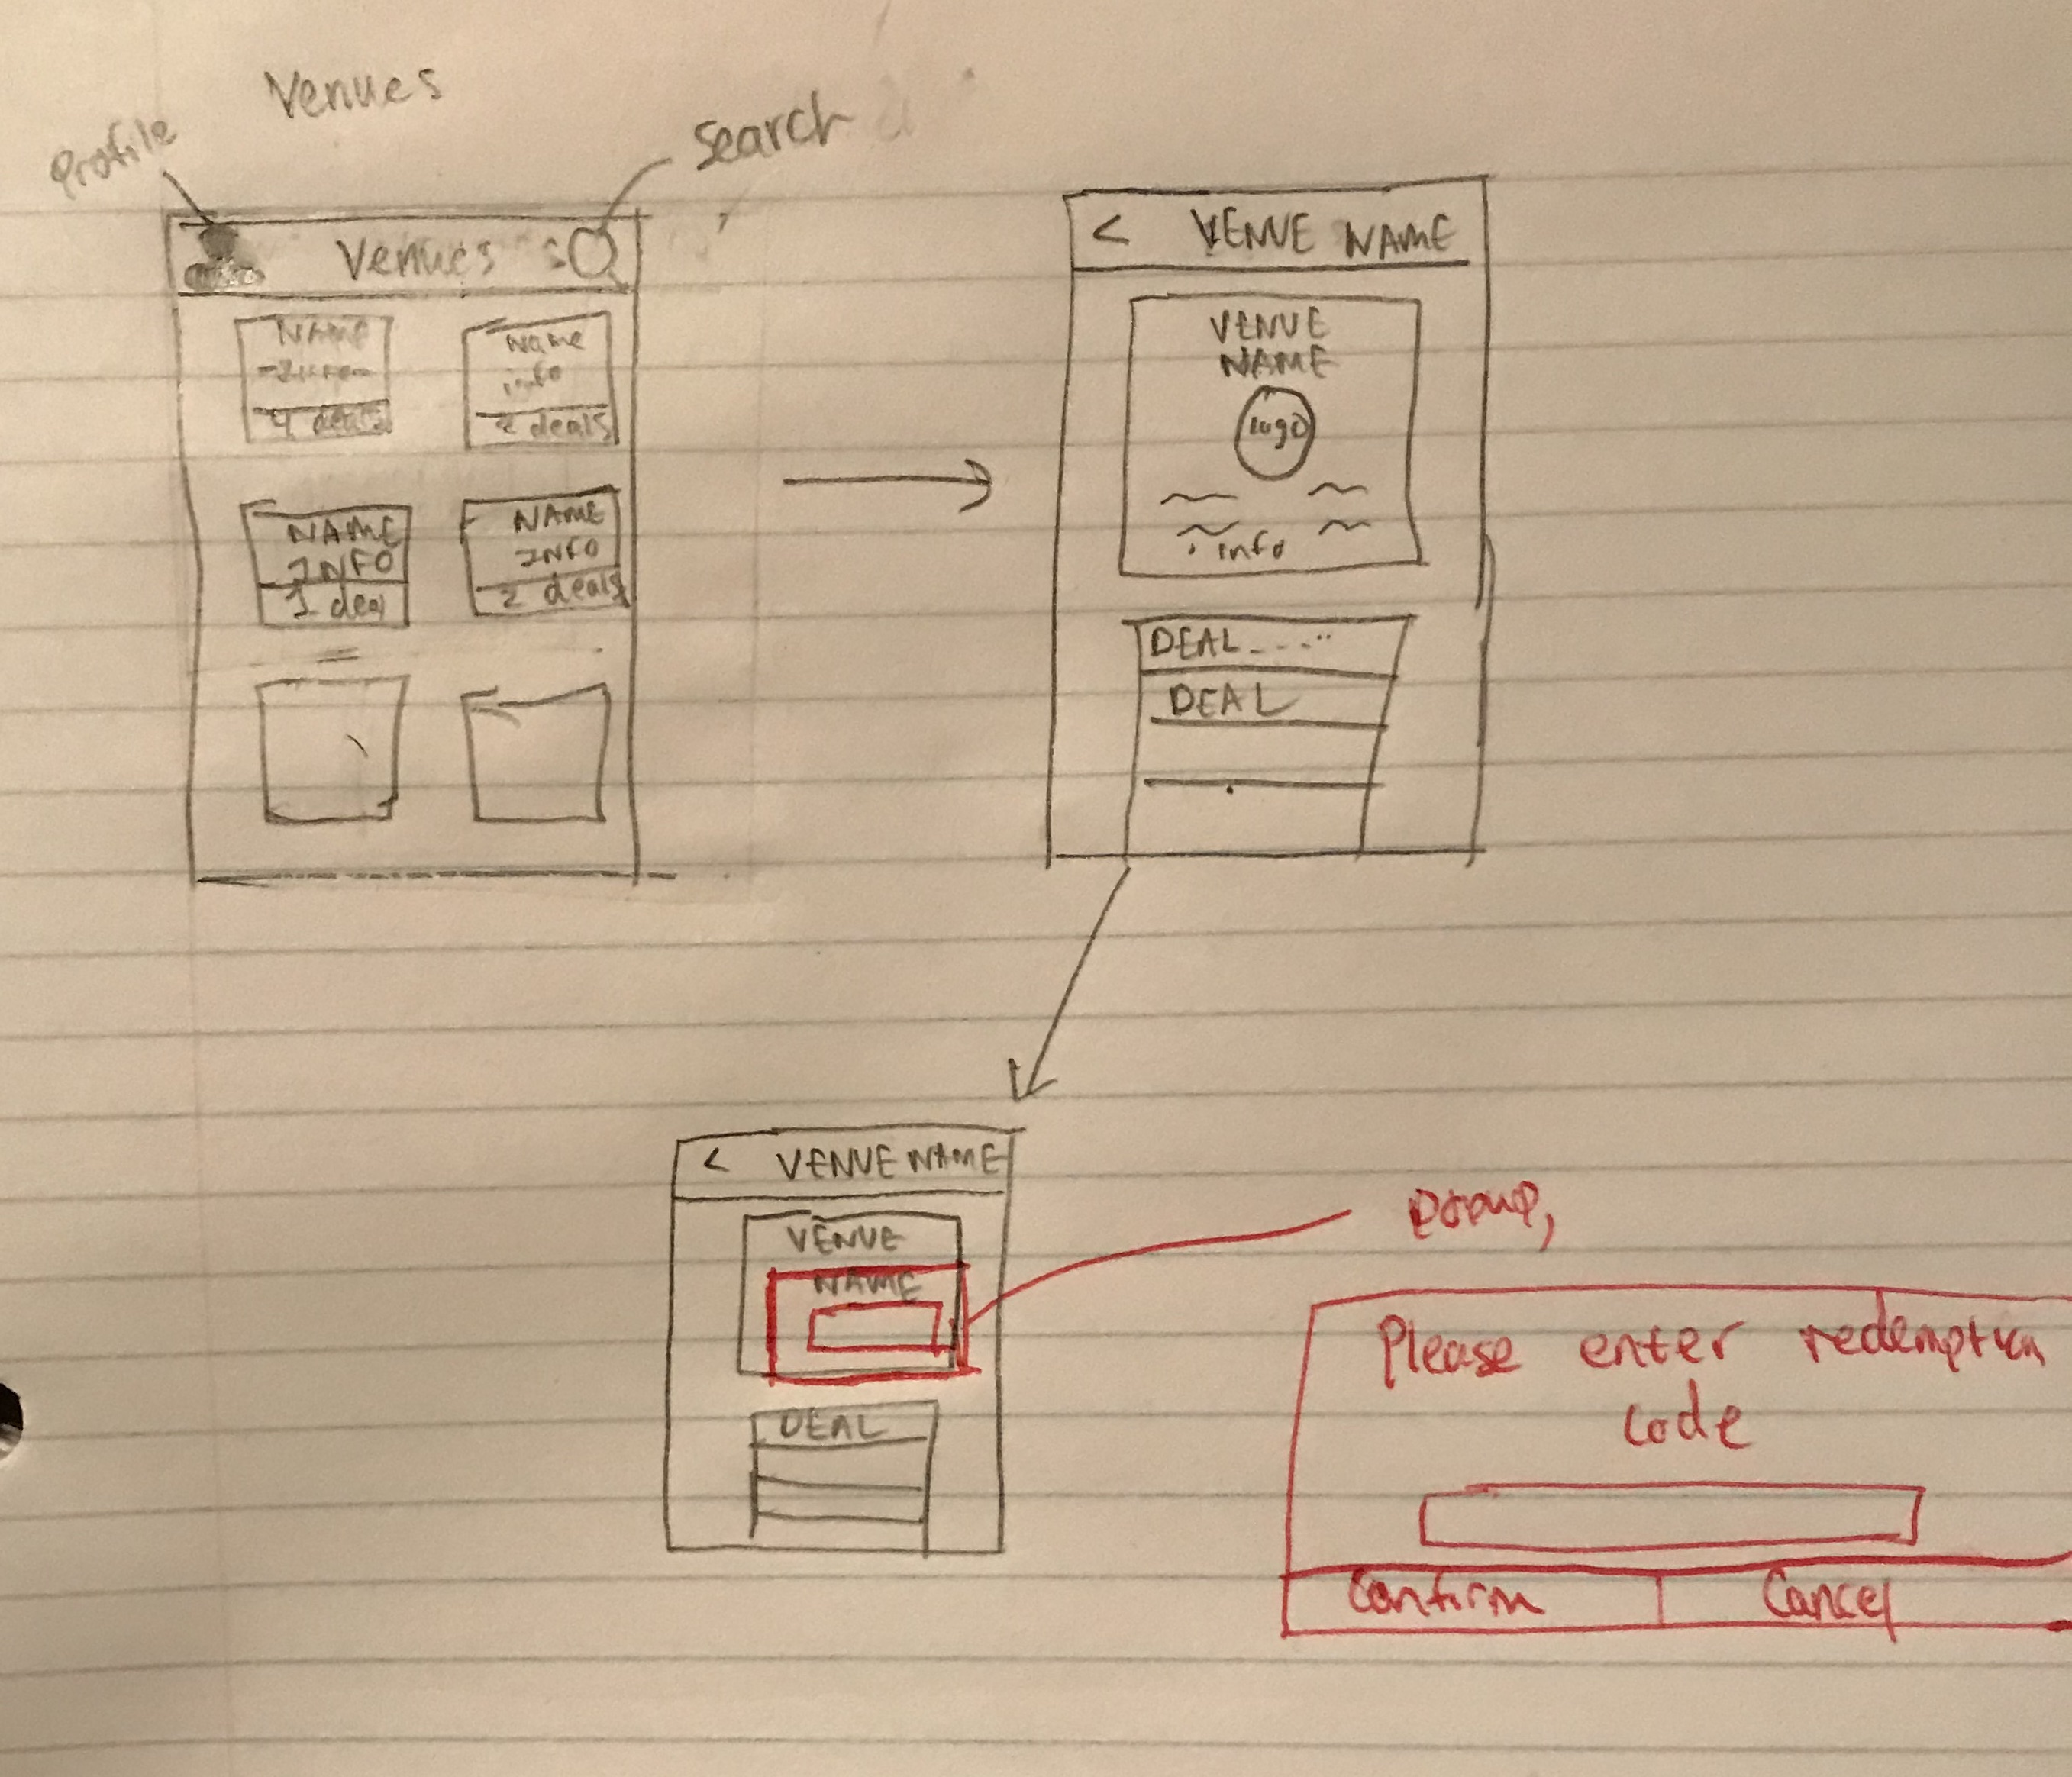 Venues
Profile
Search
Venues
NAME
4 deals
Name
info
deals
NAME
INFO
1 deal
NAME
INFO
2 deals
< VENUE NAME
VENUE
NAME
logo
info
DEAL
DEAL
< VENUE NAME
VENUE
NAME
DEAL
popup,
Please enter redemption
code
Confirm
Cancel